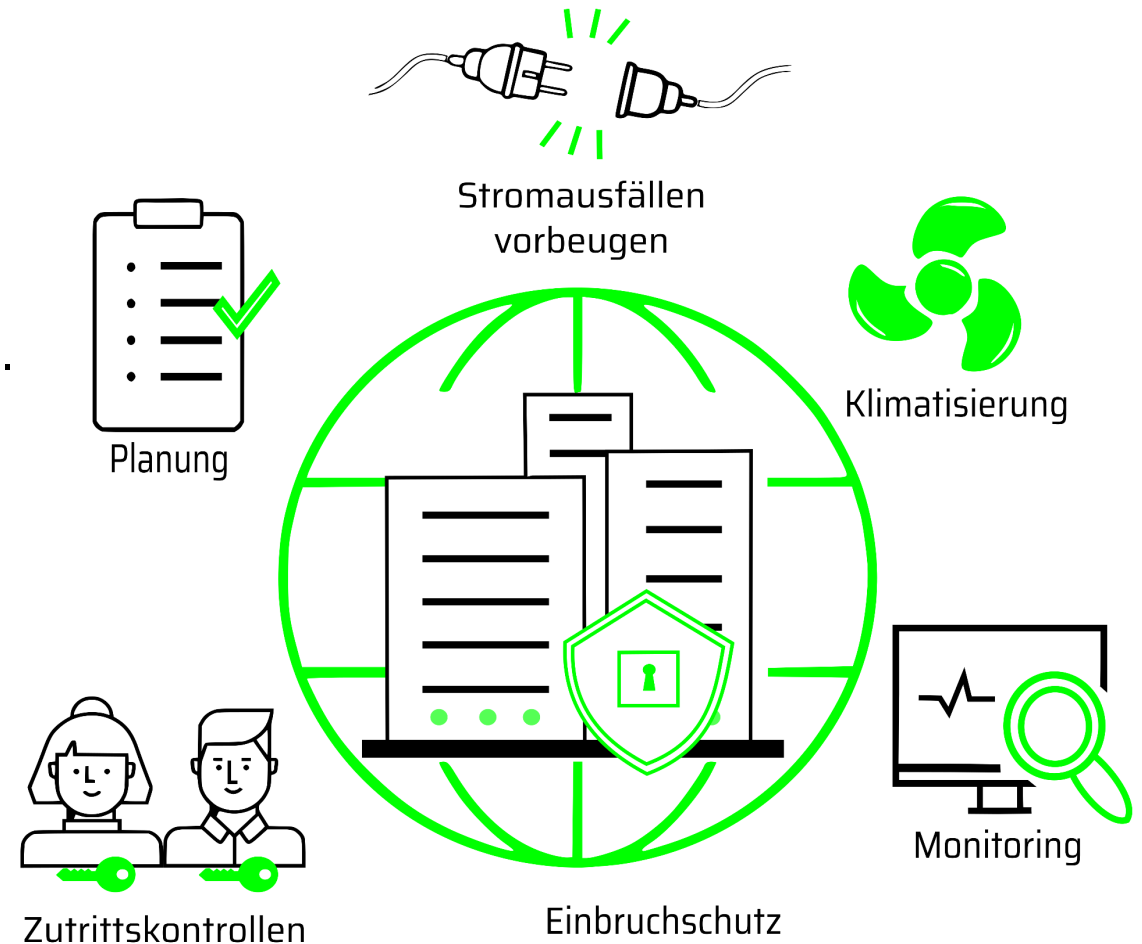 Stromausfällen
vorbeugen
Klimatisierung
Planung
Monitoring
Einbruchschutz
Zutrittskontrollen